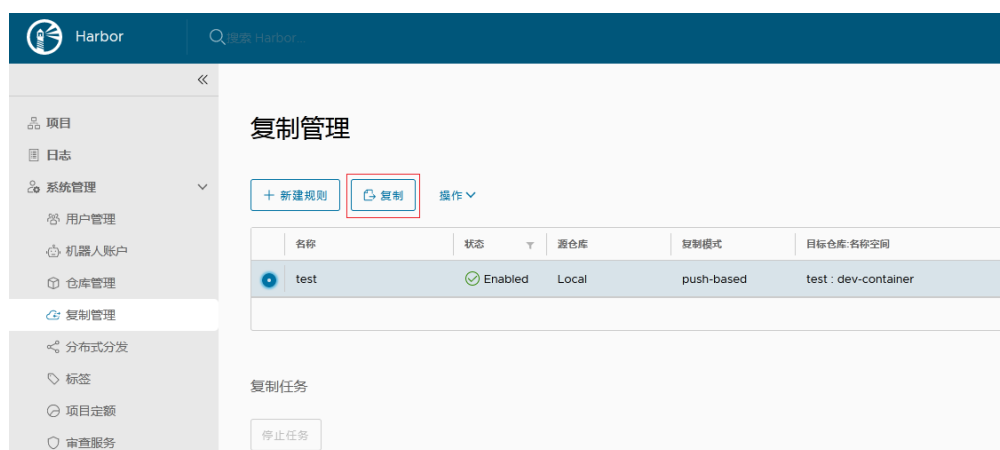 Harbor
搜索 Harbor...
项目
日志
系统管理
用户管理
机器人账户
仓库管理
复制管理
分布式分发
标签
项目定额
审查服务
复制管理
新建规则 复制 操作
名称 状态 源仓库 复制模式 目标仓库:名称空间
test Enabled Local push-based test : dev-container
复制任务
停止任务